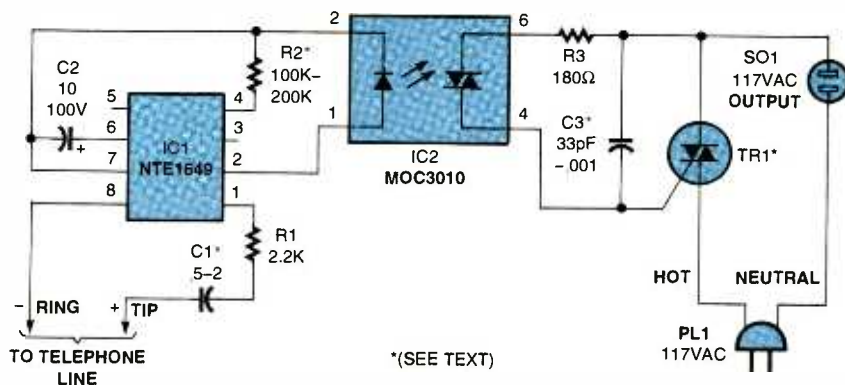 2
6
R2*
100K–
200K
R3
180Ω
SO1
117VAC
OUTPUT
C2
10
100V
5
4
6
3
7
2
8
1
+
IC1
NTE1649
1
4
IC2
MOC3010
C3*
33pF
–.001
TR1*
R1
2.2K
C1*
5–2
HOT
NEUTRAL
– RING
+ TIP
PL1
117VAC
TO TELEPHONE
LINE
*(SEE TEXT)